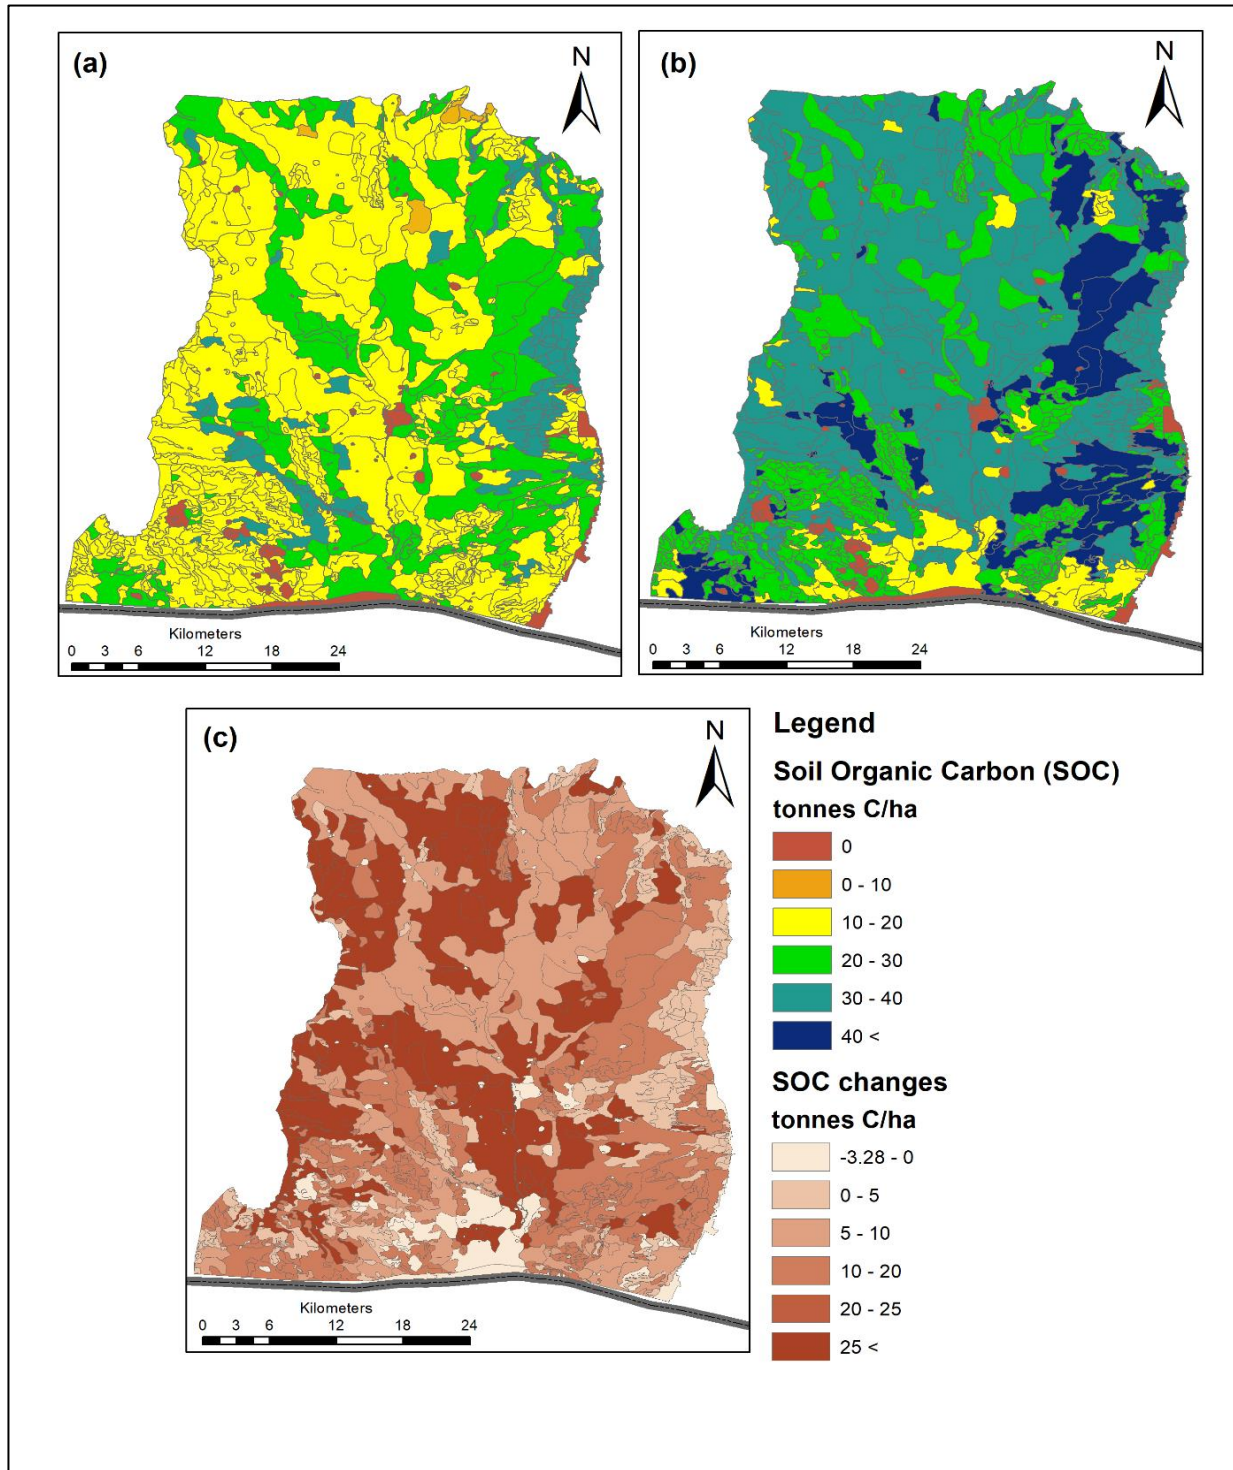 (a)
N
Kilometers
0 3 6 12 18 24
(b)
N
Kilometers
0 3 6 12 18 24
(c)
N
Kilometers
0 3 6 12 18 24
Legend
Soil Organic Carbon (SOC)
tonnes C/ha
0
0 - 10
10 - 20
20 - 30
30 - 40
40 <
SOC changes
tonnes C/ha
-3.28 - 0
0 - 5
5 - 10
10 - 20
20 - 25
25 <